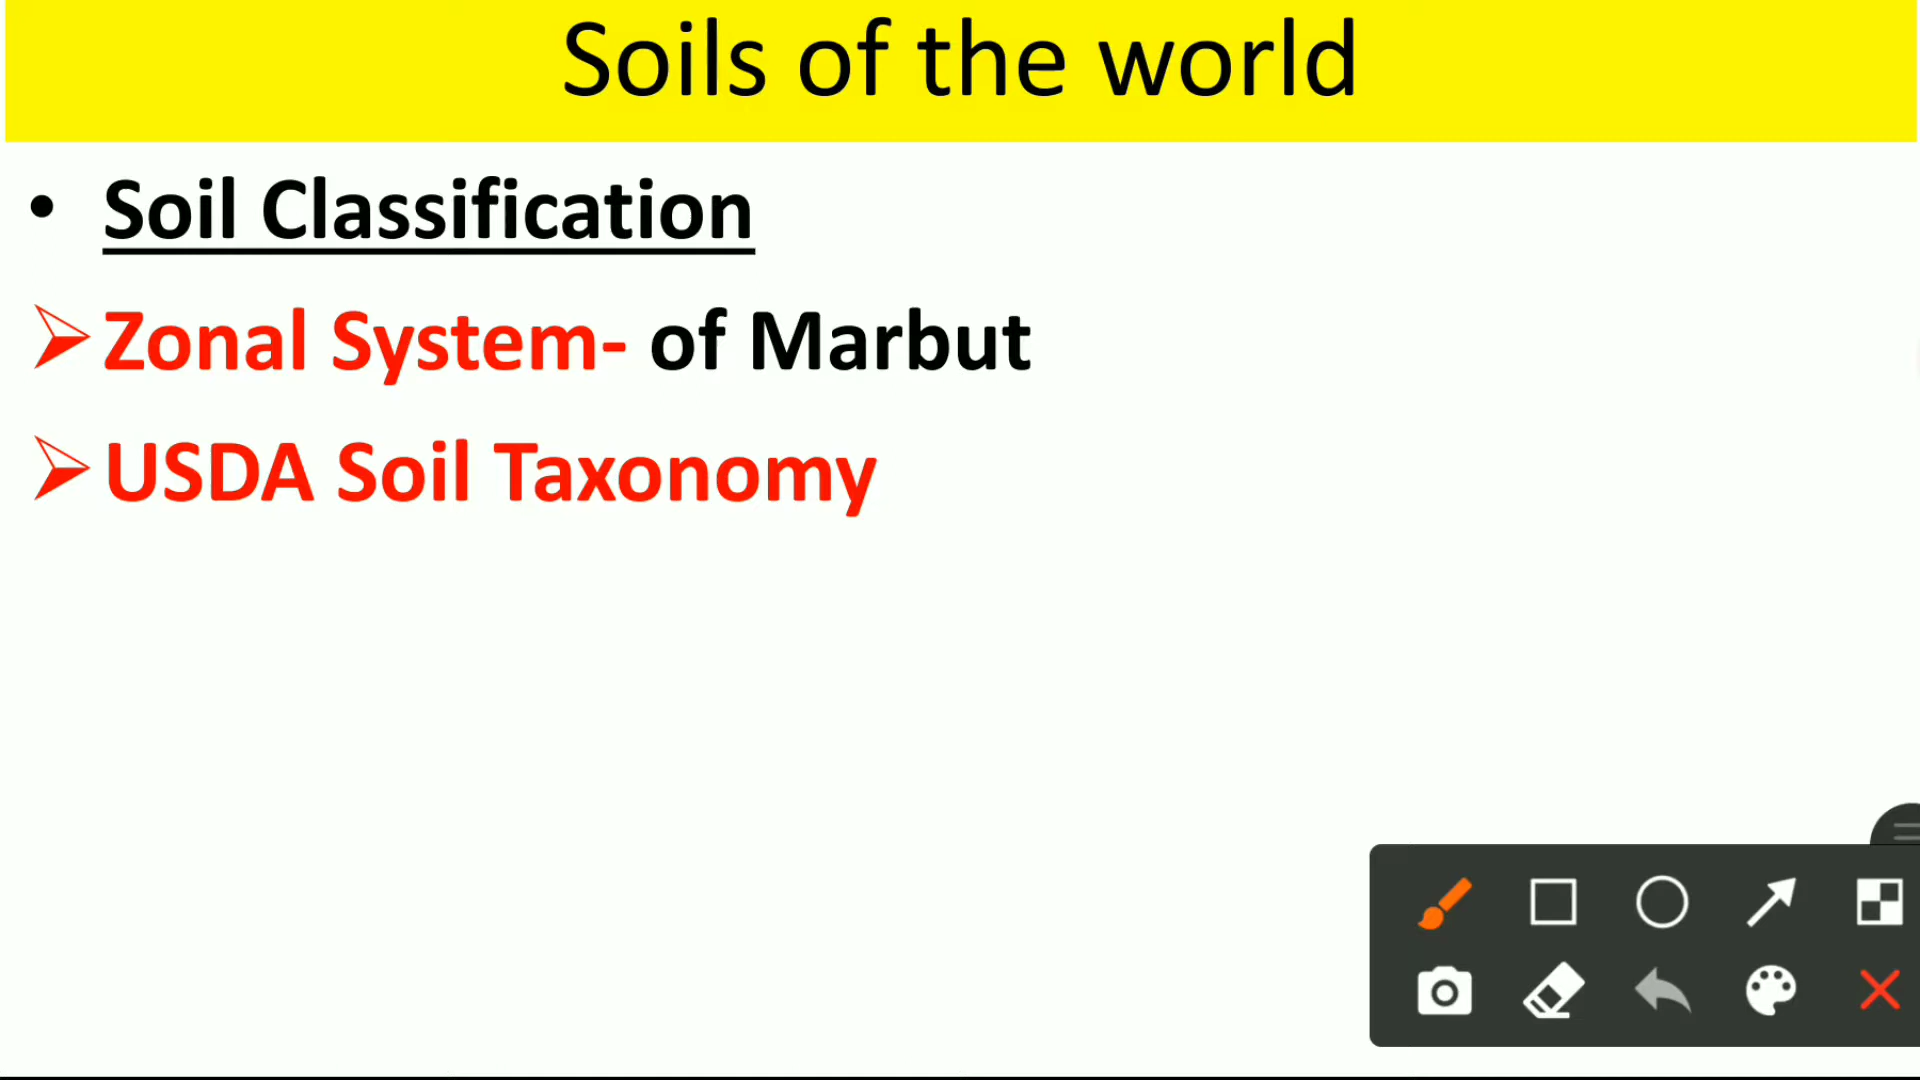 Soils of the world
• Soil Classification
➢Zonal System- of Marbut
➢USDA Soil Taxonomy